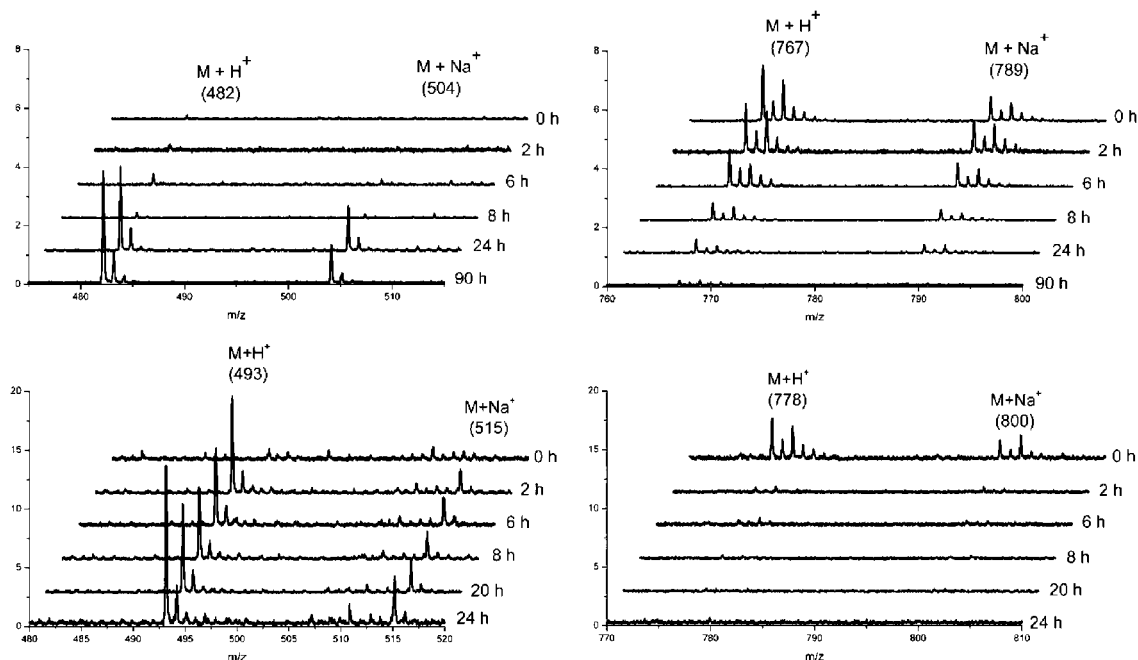 M + H+
(482)
M + Na+
(504)
8
6
4
2
0
0 h
2 h
6 h
8 h
24 h
90 h
480
490
500
510
m/z
M + H+
(767)
M + Na+
(789)
8
6
4
2
0
0 h
2 h
6 h
8 h
24 h
90 h
760
770
780
790
800
m/z
M+H+
(493)
M+Na+
(515)
20
15
10
5
0
0 h
2 h
6 h
8 h
20 h
24 h
480
485
490
495
500
505
510
515
520
m/z
M+H+
(778)
M+Na+
(800)
20
15
10
5
0
0 h
2 h
6 h
8 h
20 h
24 h
770
780
790
800
810
m/z